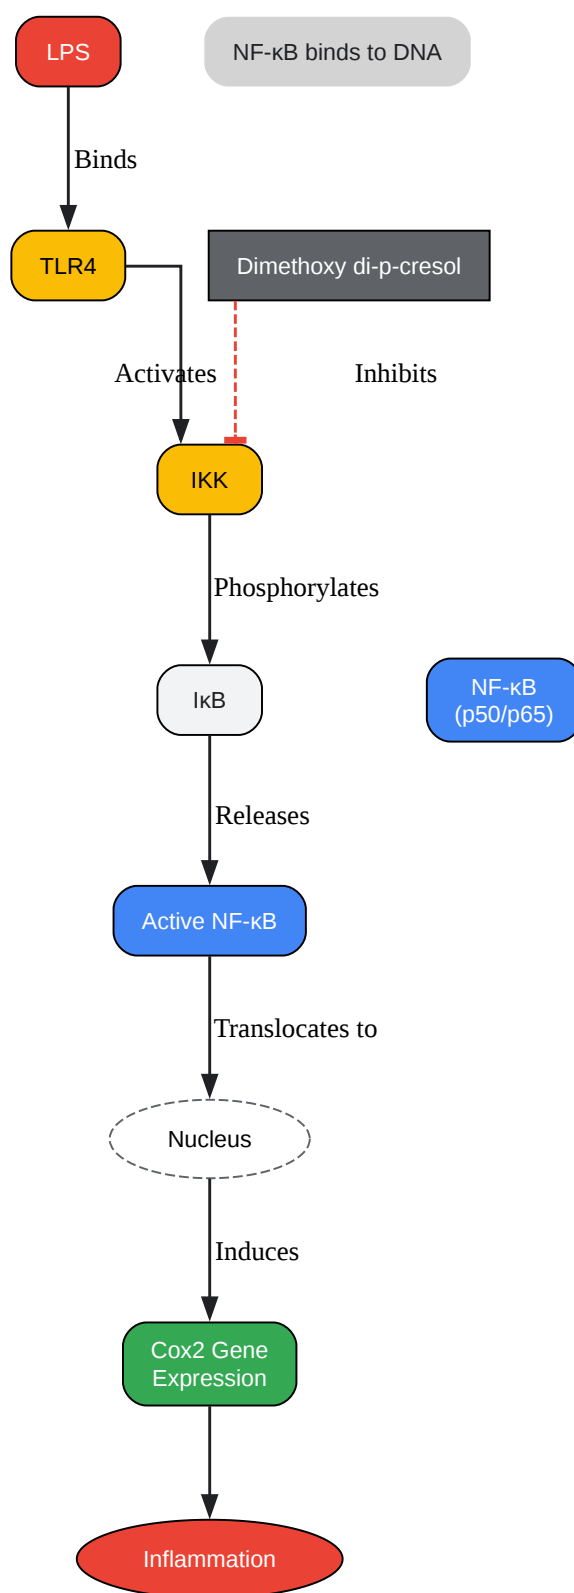 LPS
NF-κB binds to DNA
Binds
TLR4
Dimethoxy di-p-cresol
Activates
Inhibits
IKK
Phosphorylates
IκB
NF-κB
(p50/p65)
Releases
Active NF-κB
Translocates to
Nucleus
Induces
Cox2 Gene
Expression
Inflammation